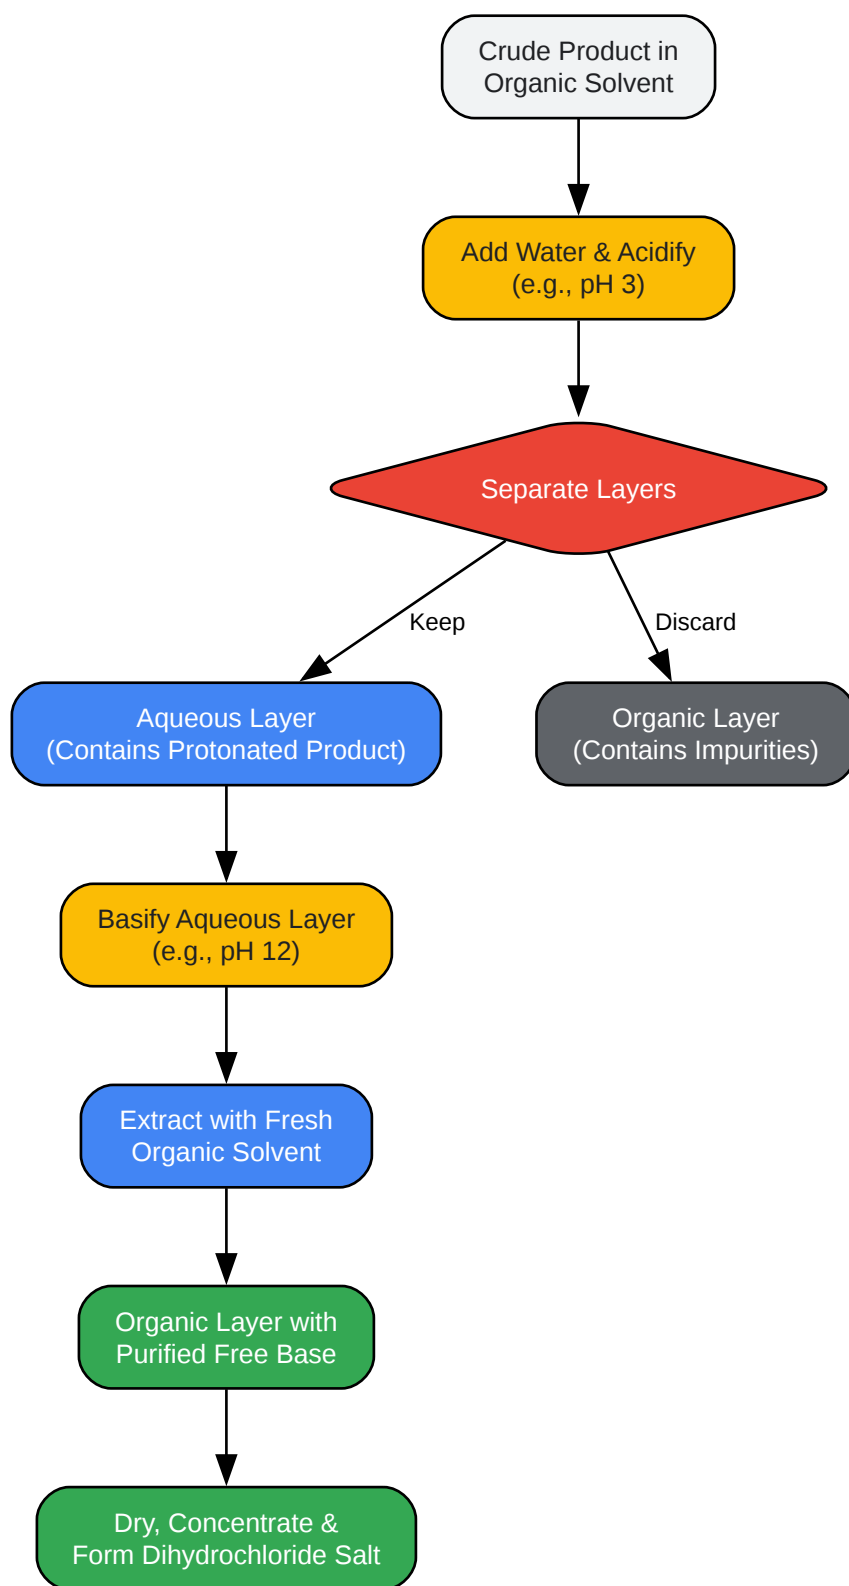 Crude Product in
Organic Solvent
Add Water & Acidify
(e.g., pH 3)
Separate Layers
Keep
Discard
Aqueous Layer
(Contains Protonated Product)
Organic Layer
(Contains Impurities)
Basify Aqueous Layer
(e.g., pH 12)
Extract with Fresh
Organic Solvent
Organic Layer with
Purified Free Base
Dry, Concentrate &
Form Dihydrochloride Salt